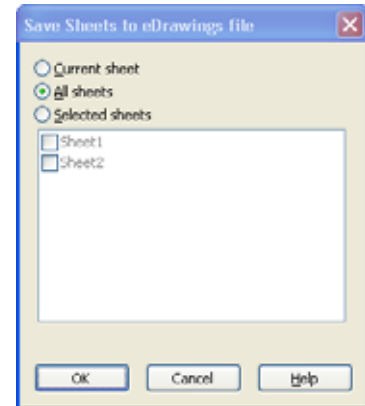 Save Sheets to eDrawings file
Current sheet
All sheets
Selected sheets
Sheet1
Sheet2
OK Cancel Help